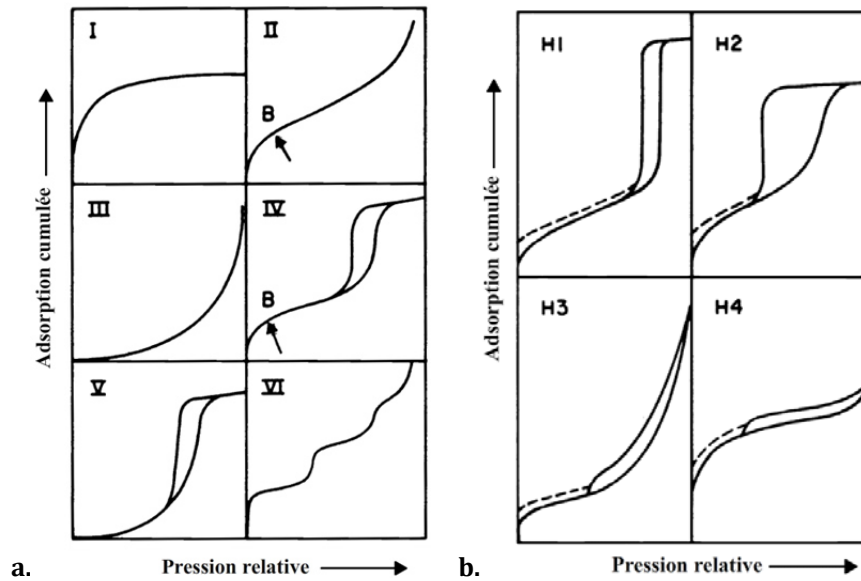 I
II
B
III
IV
B
V
VI
Adsorption cumulée
Pression relative
a.
H1
H2
H3
H4
Adsorption cumulée
Pression relative
b.